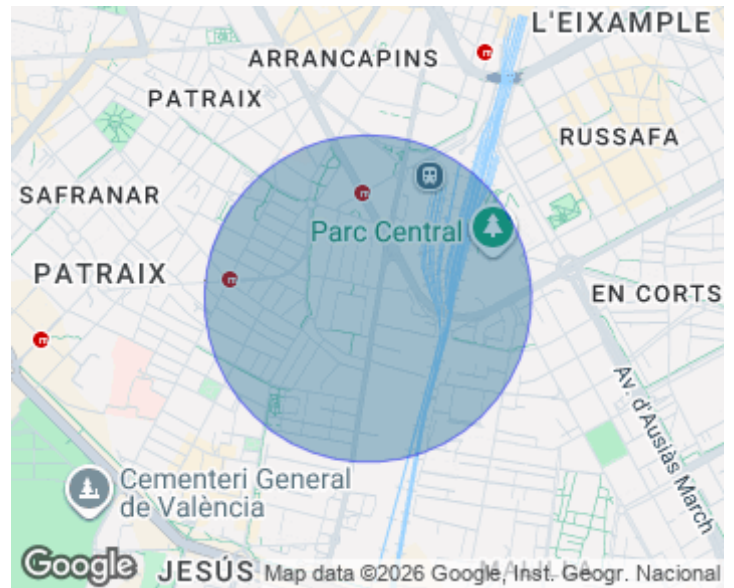 L'EIXAMPLE
ARRANCAPINS
PATRAIX
RUSSAFA
SAFRANAR
Parc Central
PATRAIX
EN CORTS
Av. d'Ausiàs March
Cementeri General
de València
Google
JESÚS
Map data ©2026 Google, Inst. Geogr. Nacional